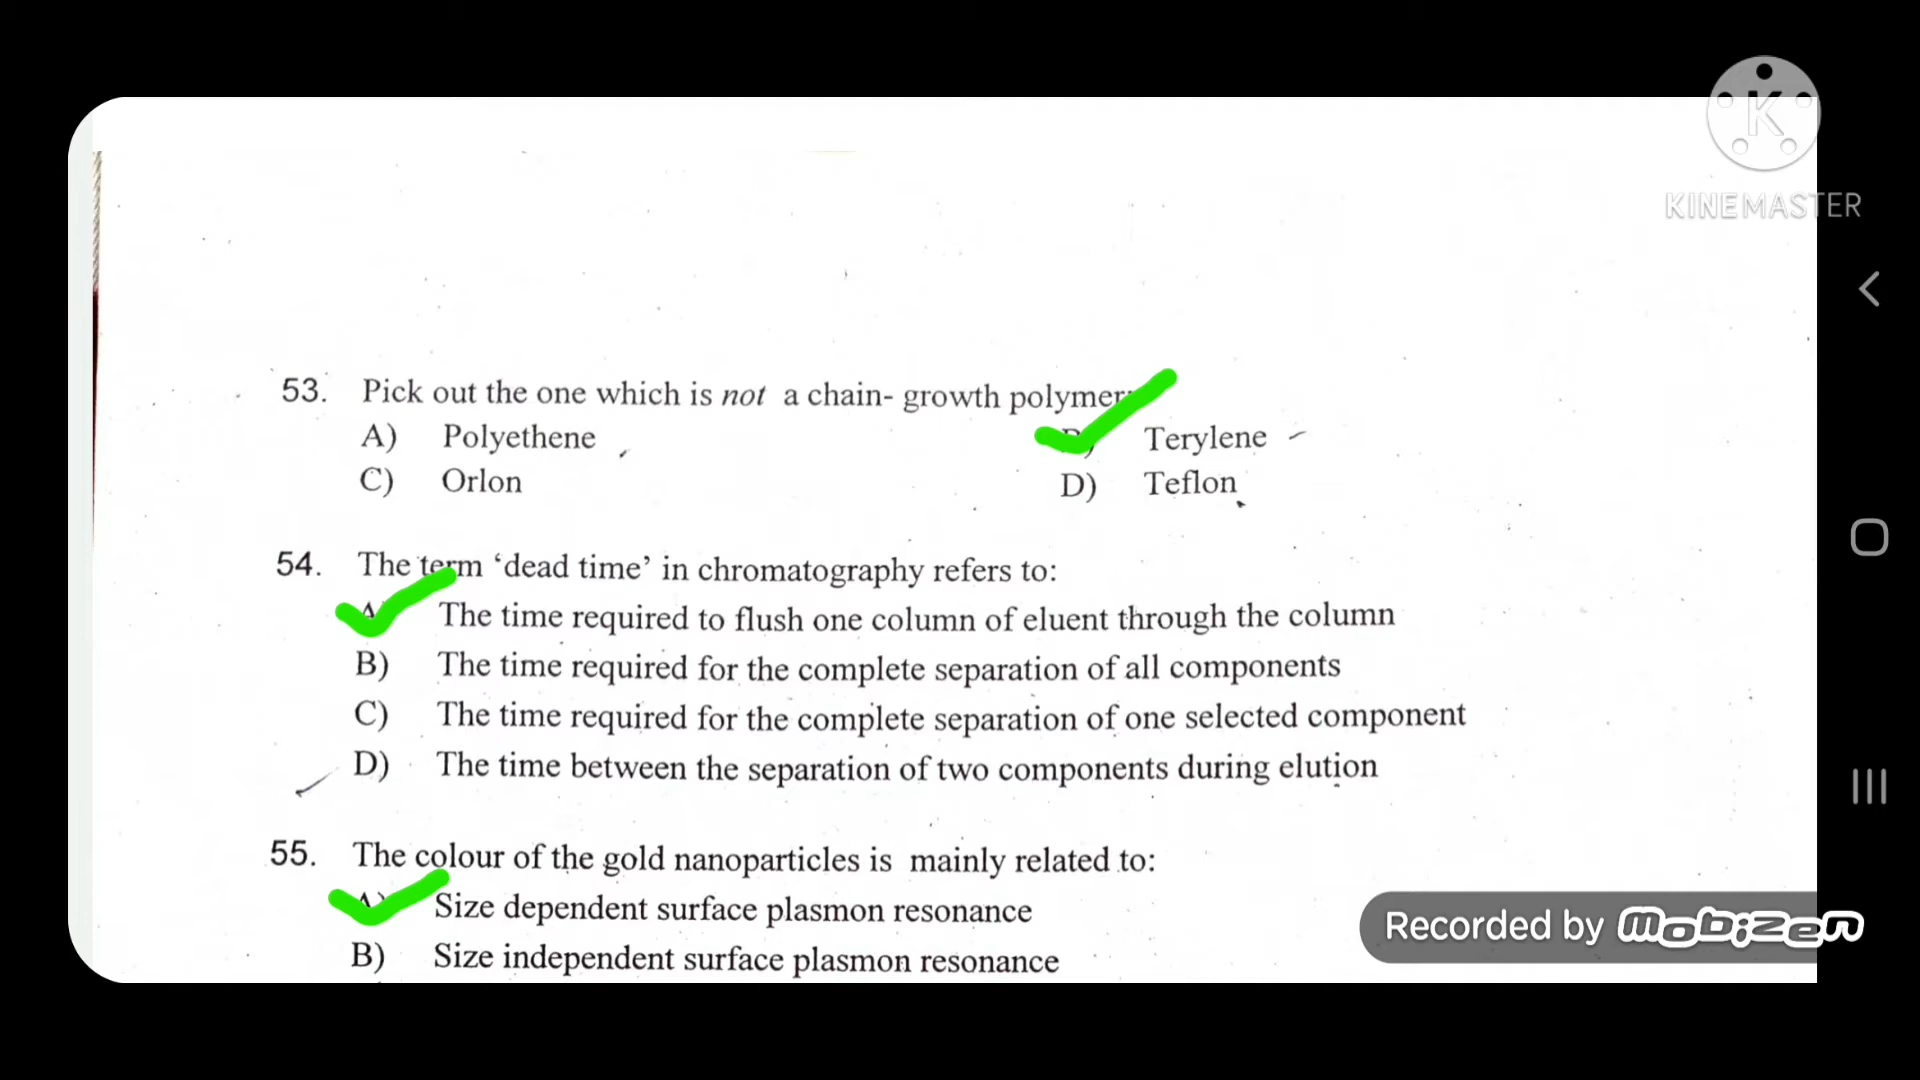 K
KINEMASTER
53. Pick out the one which is not a chain- growth polymer
A) Polyethene Terylene
C) Orlon D) Teflon
54. The term ‘dead time’ in chromatography refers to:
The time required to flush one column of eluent through the column
B) The time required for the complete separation of all components
C) The time required for the complete separation of one selected component
D) The time between the separation of two components during elution
55. The colour of the gold nanoparticles is mainly related to:
Size dependent surface plasmon resonance
B) Size independent surface plasmon resonance
Recorded by Mobizen